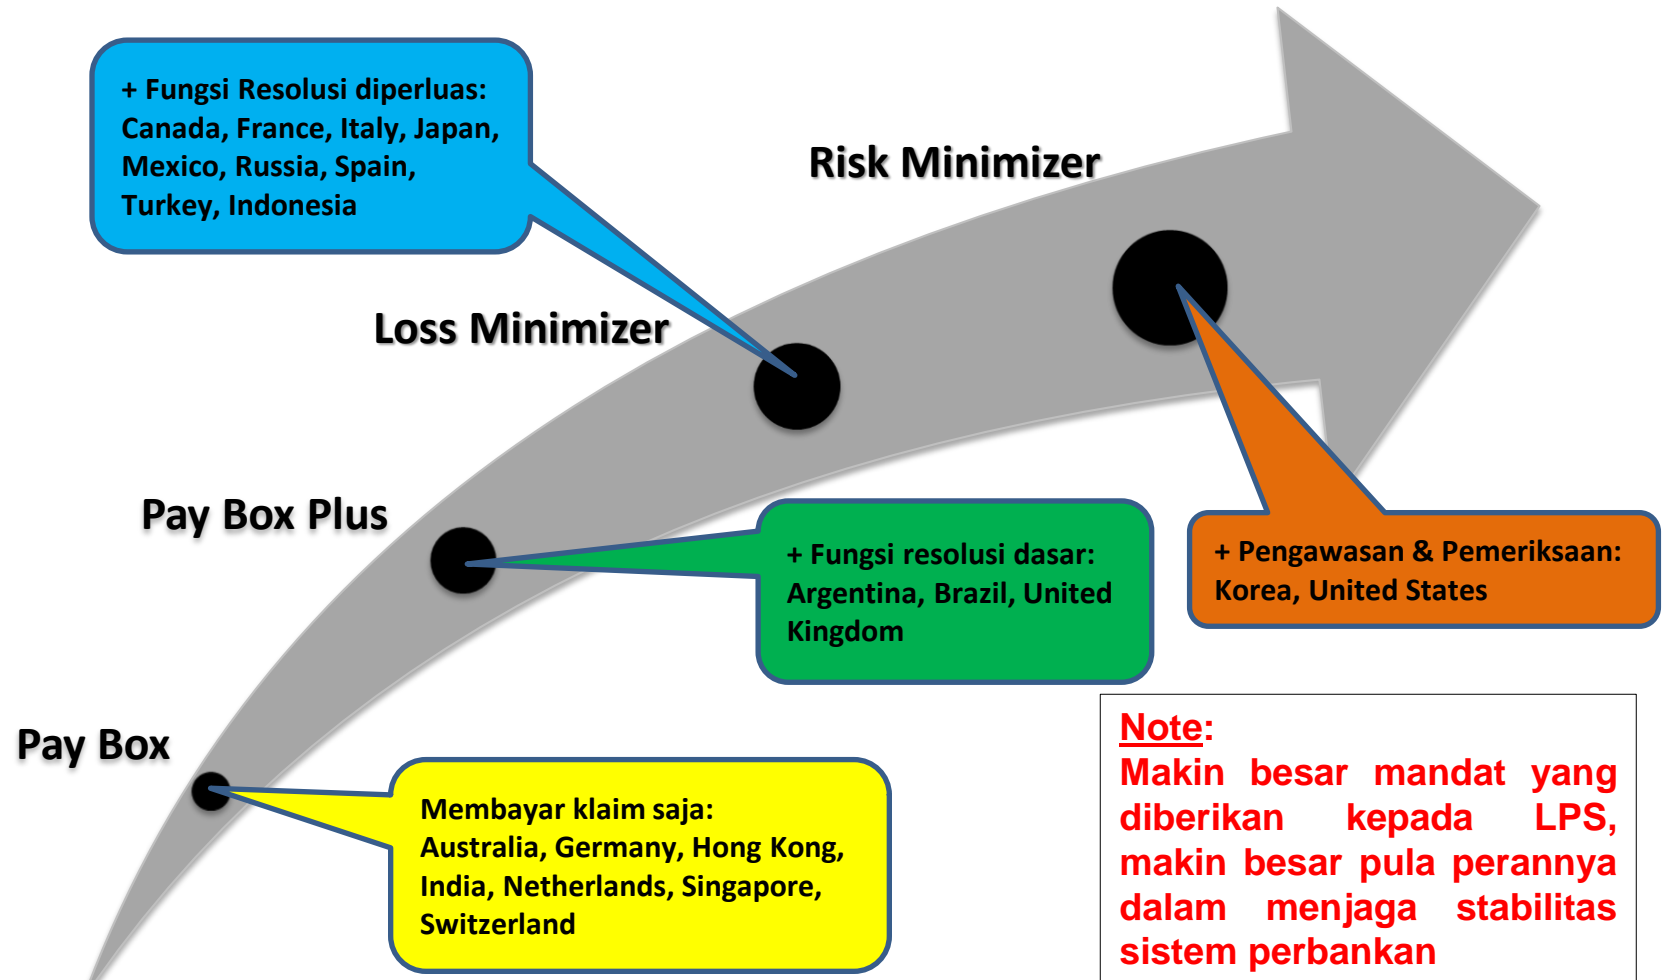 + Fungsi Resolusi diperluas:
Canada, France, Italy, Japan,
Mexico, Russia, Spain,
Turkey, Indonesia
Risk Minimizer
Loss Minimizer
Pay Box Plus
+ Fungsi resolusi dasar:
Argentina, Brazil, United
Kingdom
+ Pengawasan & Pemeriksaan:
Korea, United States
Pay Box
Membayar klaim saja:
Australia, Germany, Hong Kong,
India, Netherlands, Singapore,
Switzerland
Note:
Makin besar mandat yang
diberikan kepada LPS,
makin besar pula perannya
dalam menjaga stabilitas
sistem perbankan